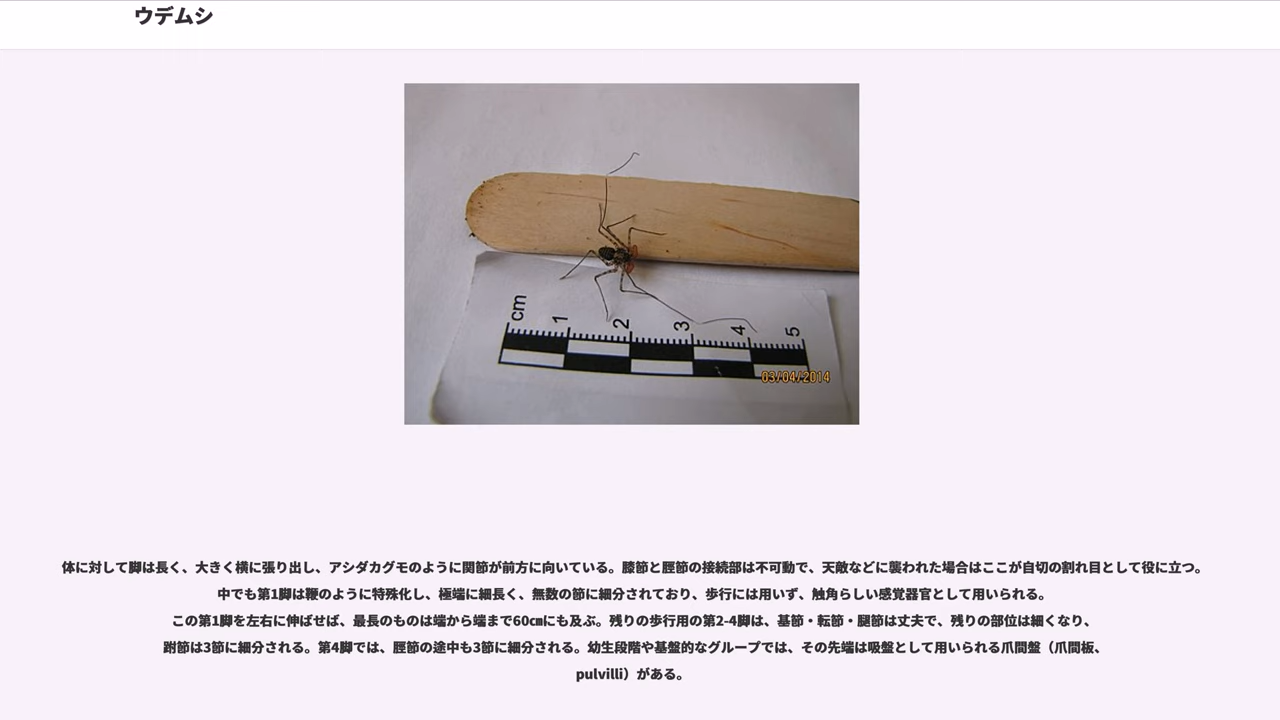 ウデムシ
cm
1 2 3 4 5
03/04/2014
体に対して脚は長く、大きく横に張り出し、アシダカグモのように関節が前方に向いている。膝節と脛節の接続部は不可動で、天敵などに襲われた場合はここが自切の割れ目として役に立つ。
中でも第1脚は鞭のように特殊化し、極端に細長く、無数の節に細分されており、歩行には用いず、触角らしい感覚器官として用いられる。
この第1脚を左右に伸ばせば、最長のものは端から端まで60㎝にも及ぶ。残りの歩行用の第2-4脚は、基節・転節・腿節は丈夫で、残りの部位は細くなり、
跗節は3節に細分される。第4脚では、脛節の途中も3節に細分される。幼生段階や基盤的なグループでは、その先端は吸盤として用いられる爪間盤（爪間板、
pulvilli）がある。